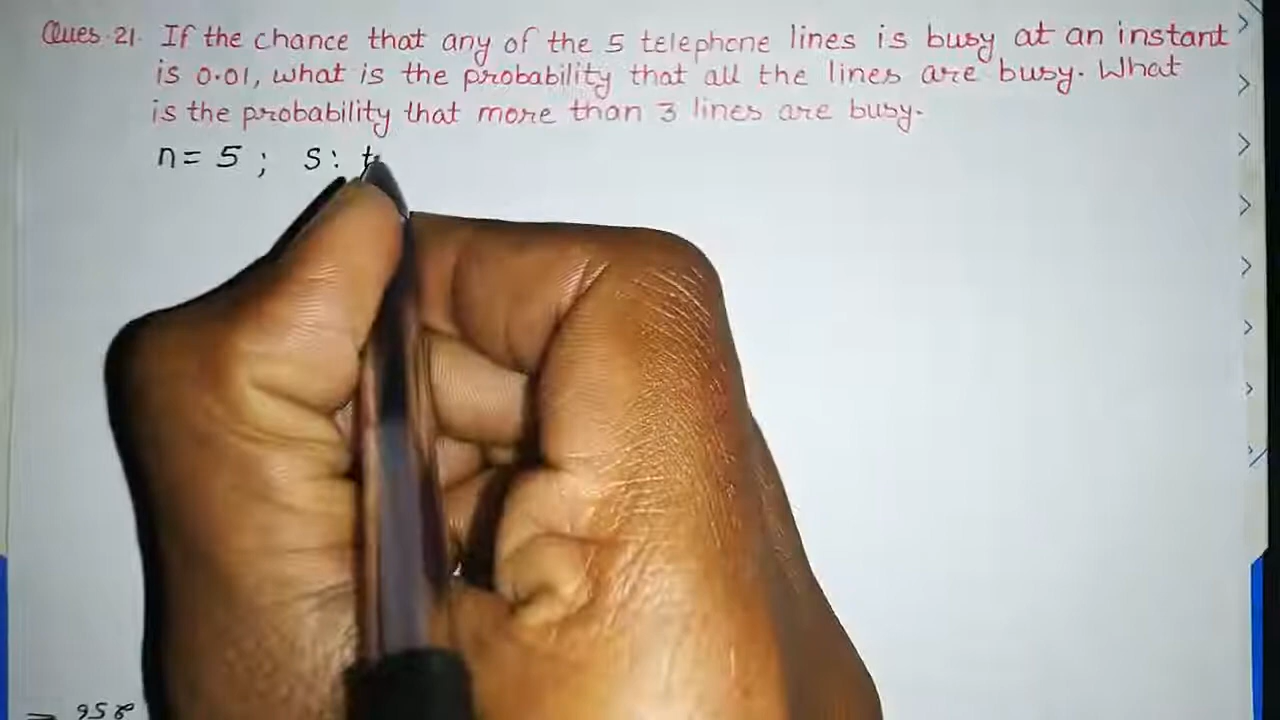 Ques. 21. If the chance that any of the 5 telephone lines is busy at an instant
is 0.01, what is the probability that all the lines are busy. What
is the probability that more than 3 lines are busy.
n = 5 ; S : t
= 256